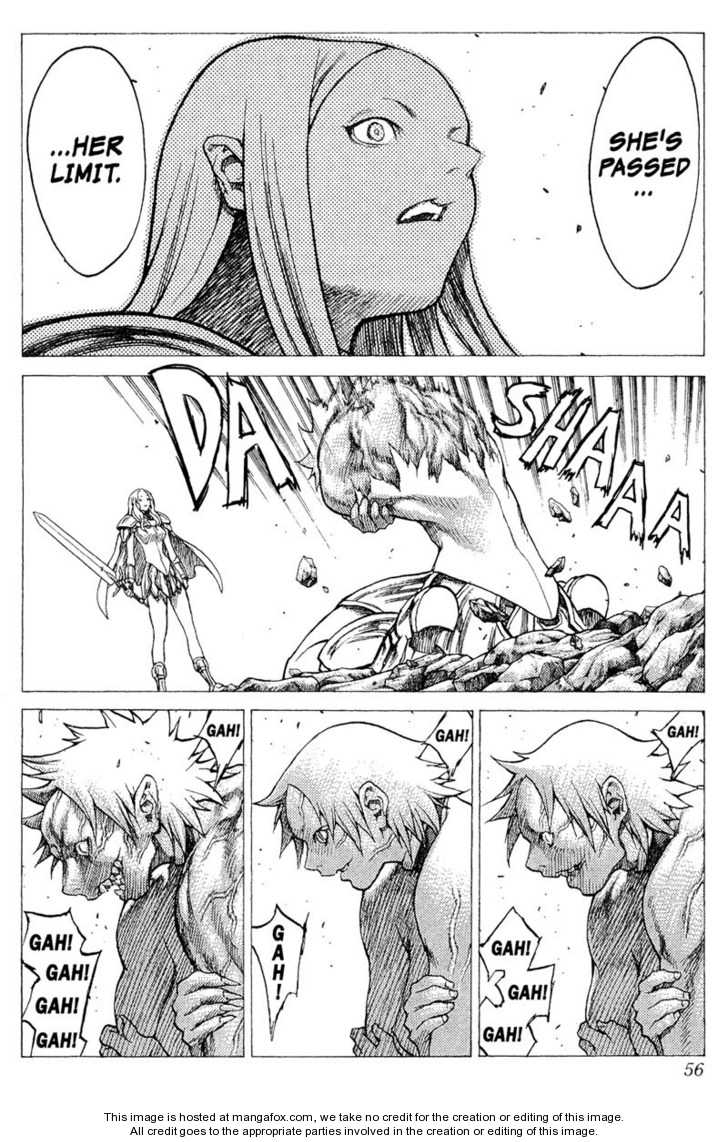 SHE'S
PASSED
...
...HER
LIMIT.
DA
SHAAAA
GAH!
GAH!
GAH!
GAH!
GAH!
GAH!
GAH!
GAH!
GAH!
GAH!
GAH!
56
This image is hosted at mangafox.com, we take no credit for the creation or editing of this image.
All credit goes to the appropriate parties involved in the creation or editing of this image.